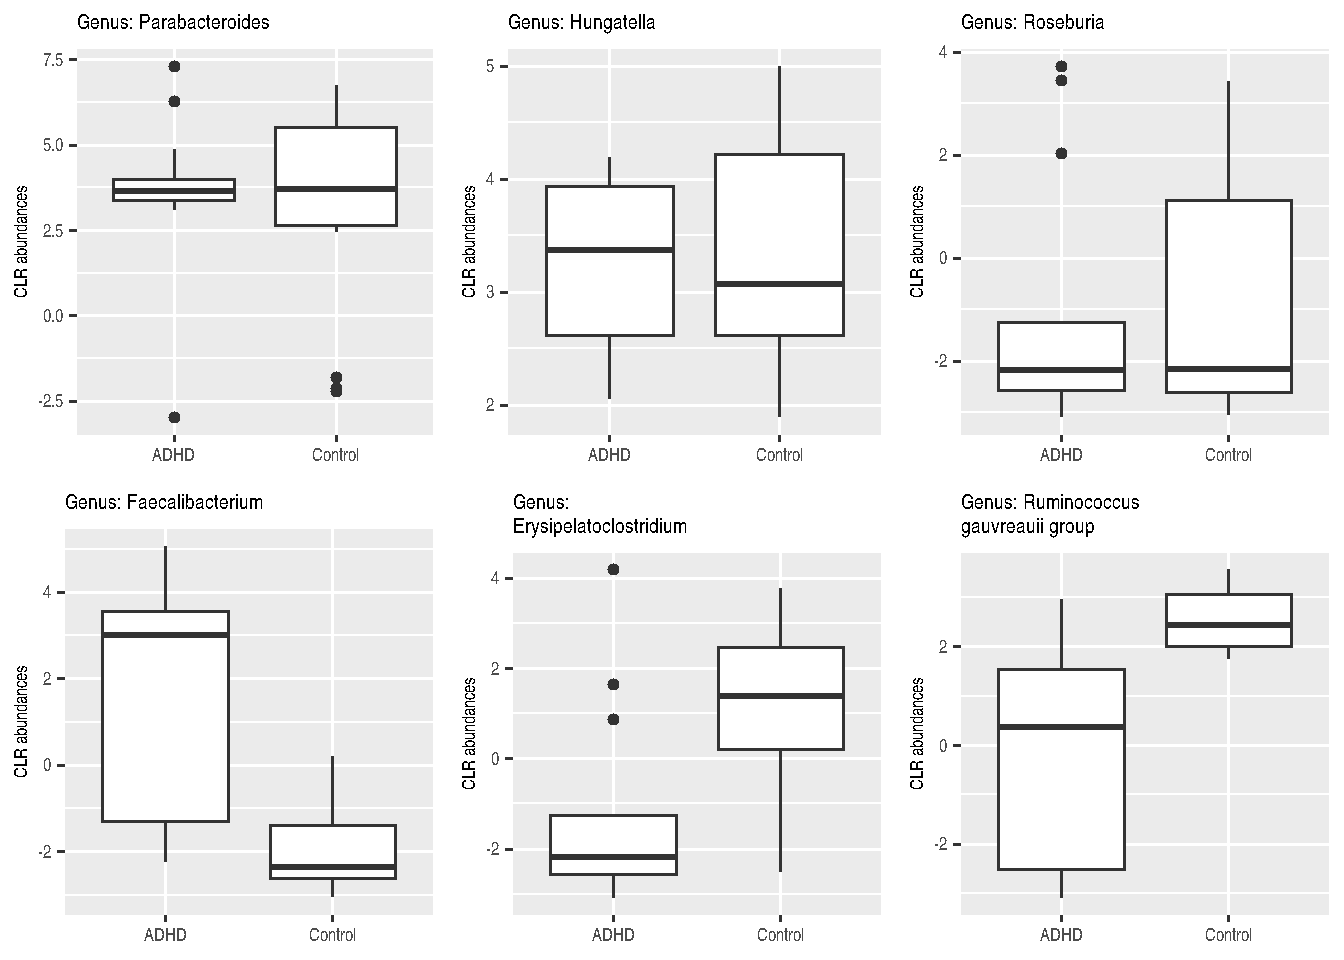 Genus: Parabacteroides
CLR abundances
7.5
5.0
2.5
0.0
-2.5
ADHD
Control
Genus: Hungatella
CLR abundances
5
4
3
2
ADHD
Control
Genus: Roseburia
CLR abundances
4
2
0
-2
ADHD
Control
Genus: Faecalibacterium
CLR abundances
4
2
0
-2
ADHD
Control
Genus:
Erysipelatoclostridium
CLR abundances
4
2
0
-2
ADHD
Control
Genus: Ruminococcus
gauvreauii group
CLR abundances
2
0
-2
ADHD
Control